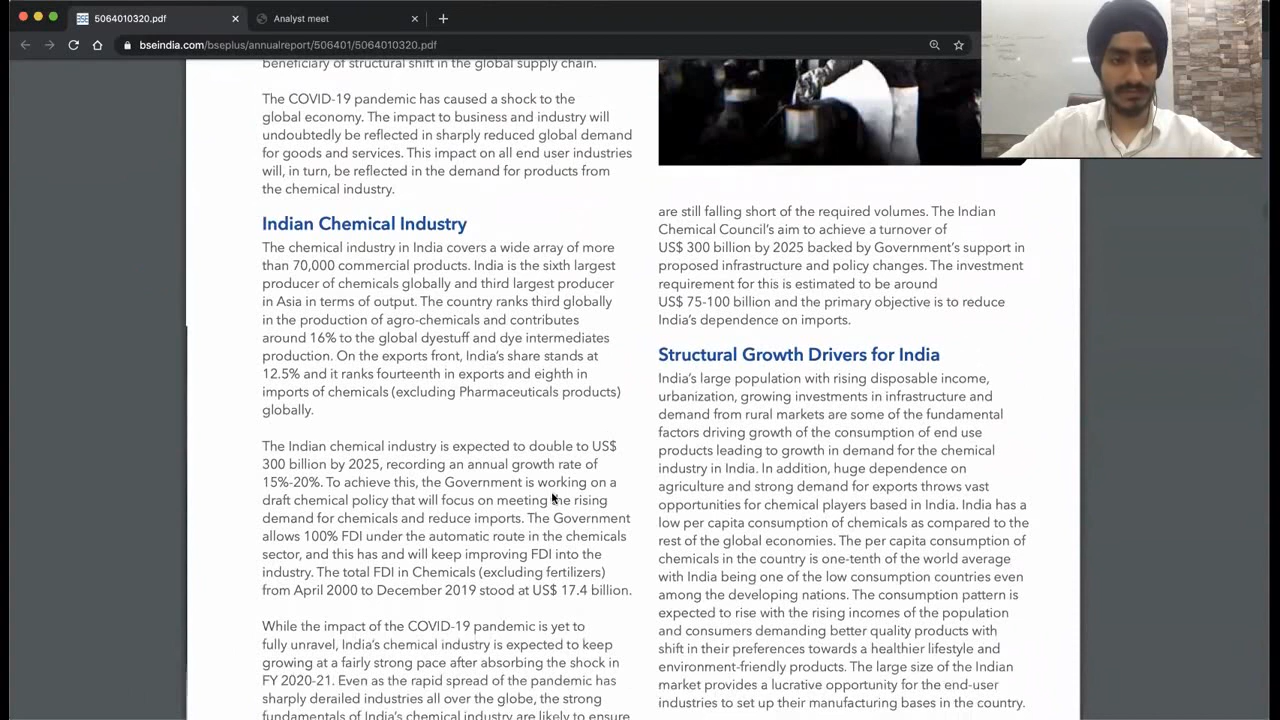 5064010320.pdf
Analyst meet
bseindia.com/bseplus/annualreport/506401/5064010320.pdf
beneficiary of structural shift in the global supply chain.
The COVID-19 pandemic has caused a shock to the
global economy. The impact to business and industry will
undoubtedly be reflected in sharply reduced global demand
for goods and services. This impact on all end user industries
will, in turn, be reflected in the demand for products from
the chemical industry.
Indian Chemical Industry
The chemical industry in India covers a wide array of more
than 70,000 commercial products. India is the sixth largest
producer of chemicals globally and third largest producer
in Asia in terms of output. The country ranks third globally
in the production of agro-chemicals and contributes
around 16% to the global dyestuff and dye intermediates
production. On the exports front, India's share stands at
12.5% and it ranks fourteenth in exports and eighth in
imports of chemicals (excluding Pharmaceuticals products)
globally.
The Indian chemical industry is expected to double to US$
300 billion by 2025, recording an annual growth rate of
15%-20%. To achieve this, the Government is working on a
draft chemical policy that will focus on meeting the rising
demand for chemicals and reduce imports. The Government
allows 100% FDI under the automatic route in the chemicals
sector, and this has and will keep improving FDI into the
industry. The total FDI in Chemicals (excluding fertilizers)
from April 2000 to December 2019 stood at US$ 17.4 billion.
While the impact of the COVID-19 pandemic is yet to
fully unravel, India's chemical industry is expected to keep
growing at a fairly strong pace after absorbing the shock in
FY 2020-21. Even as the rapid spread of the pandemic has
sharply derailed industries all over the globe, the strong
fundamentals of India's chemical industry are likely to ensure
are still falling short of the required volumes. The Indian
Chemical Council's aim to achieve a turnover of
US$ 300 billion by 2025 backed by Government's support in
proposed infrastructure and policy changes. The investment
requirement for this is estimated to be around
US$ 75-100 billion and the primary objective is to reduce
India's dependence on imports.
Structural Growth Drivers for India
India's large population with rising disposable income,
urbanization, growing investments in infrastructure and
demand from rural markets are some of the fundamental
factors driving growth of the consumption of end use
products leading to growth in demand for the chemical
industry in India. In addition, huge dependence on
agriculture and strong demand for exports throws vast
opportunities for chemical players based in India. India has a
low per capita consumption of chemicals as compared to the
rest of the global economies. The per capita consumption of
chemicals in the country is one-tenth of the world average
with India being one of the low consumption countries even
among the developing nations. The consumption pattern is
expected to rise with the rising incomes of the population
and consumers demanding better quality products with
shift in their preferences towards a healthier lifestyle and
environment-friendly products. The large size of the Indian
market provides a lucrative opportunity for the end-user
industries to set up their manufacturing bases in the country.